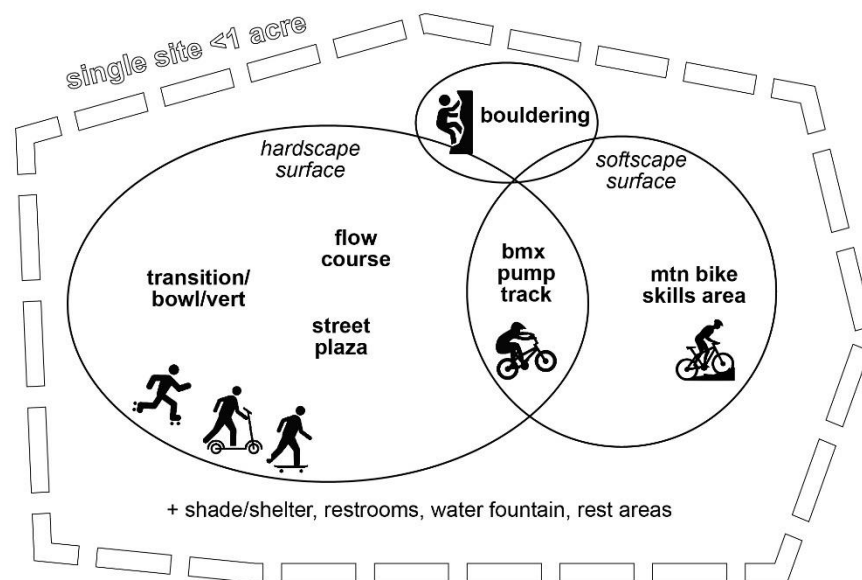 single site <1 acre
bouldering
hardscape
surface
softscape
surface
flow
course
transition/
bowl/vert
street
plaza
bmx
pump
track
mtn bike
skills area
+ shade/shelter, restrooms, water fountain, rest areas